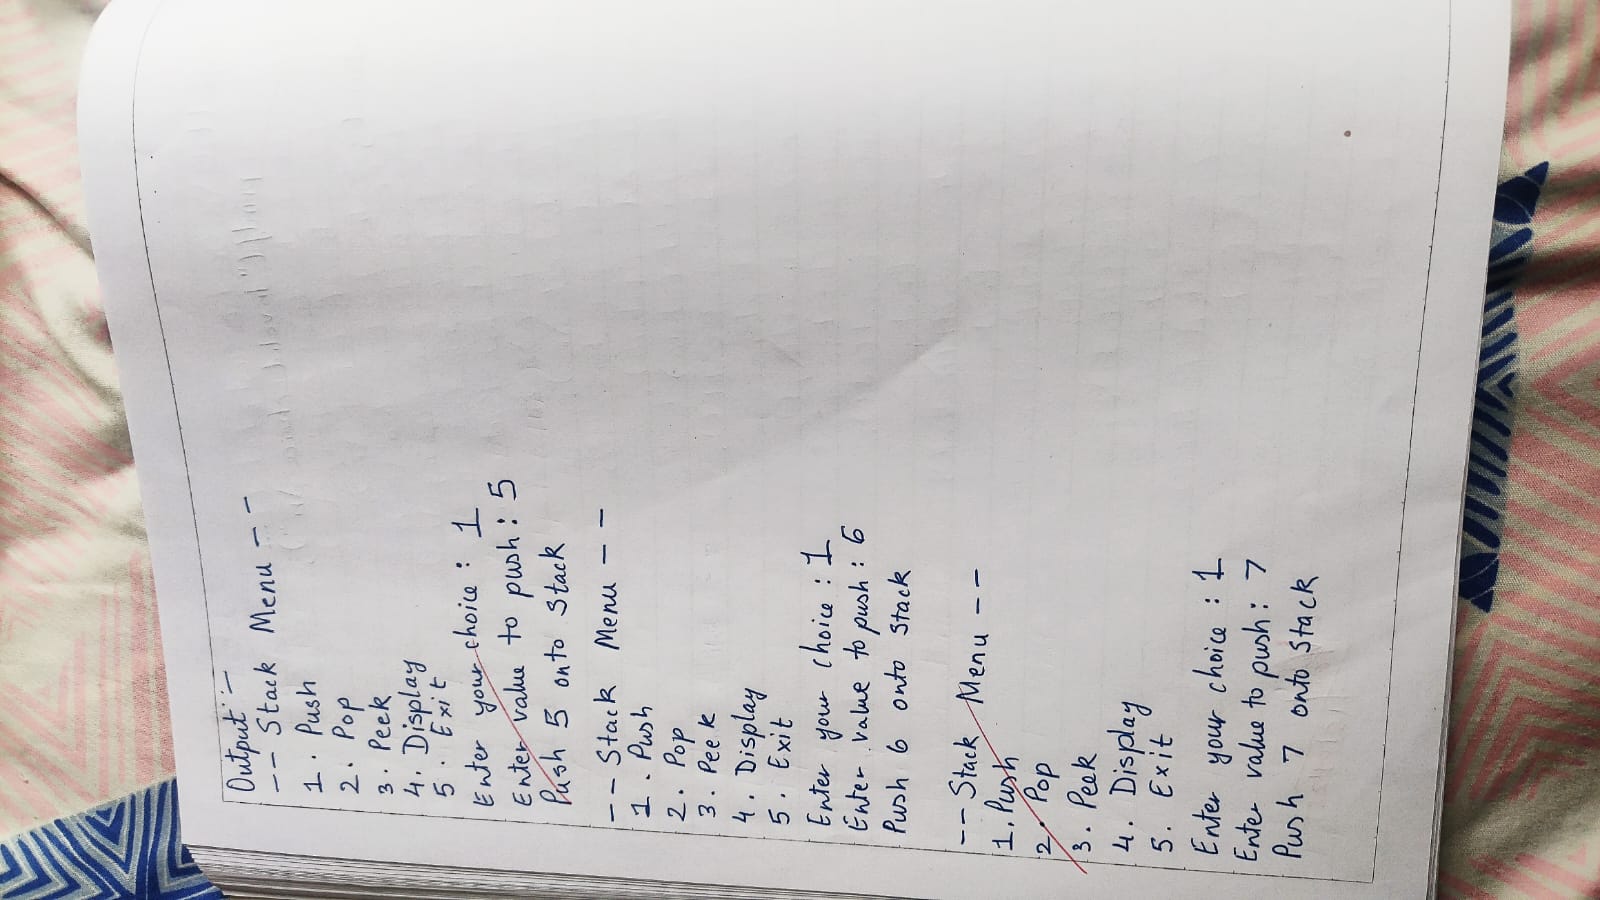 Output :-
-- Stack Menu --
1. Push
2. Pop
3. Peek
4. Display
5. Exit
Enter your choice : 1
Enter value to push : 5
Push 5 onto Stack
-- Stack Menu --
1. Push
2. Pop
3. Peek
4. Display
5. Exit
Enter your choice : 1
Enter value to push : 6
Push 6 onto Stack
-- Stack Menu --
1. Push
2. Pop
3. Peek
4. Display
5. Exit
Enter your choice : 1
Enter value to push : 7
Push 7 onto Stack